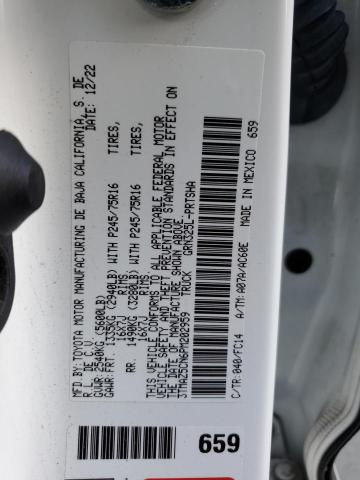 MFD.BY:TOYOTA MOTOR MANUFACTURING DE BAJA CALIFORNIA, S. DE
R.L. DE C.V. DATE: 12/22
GVWR:2540KG(5600LB)
GAWR:FRT. 1335KG(2940LB)WITH P245/75R16 TIRES,
16X7J RIMS
RR. 1490KG(3280LB)WITH P245/75R16 TIRES,
16X7J RIMS
THIS VEHICLE CONFORMS TO ALL APPLICABLE FEDERAL MOTOR
VEHICLE SAFETY AND THEFT PREVENTION STANDARDS IN EFFECT ON
THE DATE OF MANUFACTURE SHOWN ABOVE.
3TMAZ5CN6PM202959 TRUCK GRN325L-PRTSHA
C/TR:040/FC14 A/TM:A07A/AC60E MADE IN MEXICO 659
659